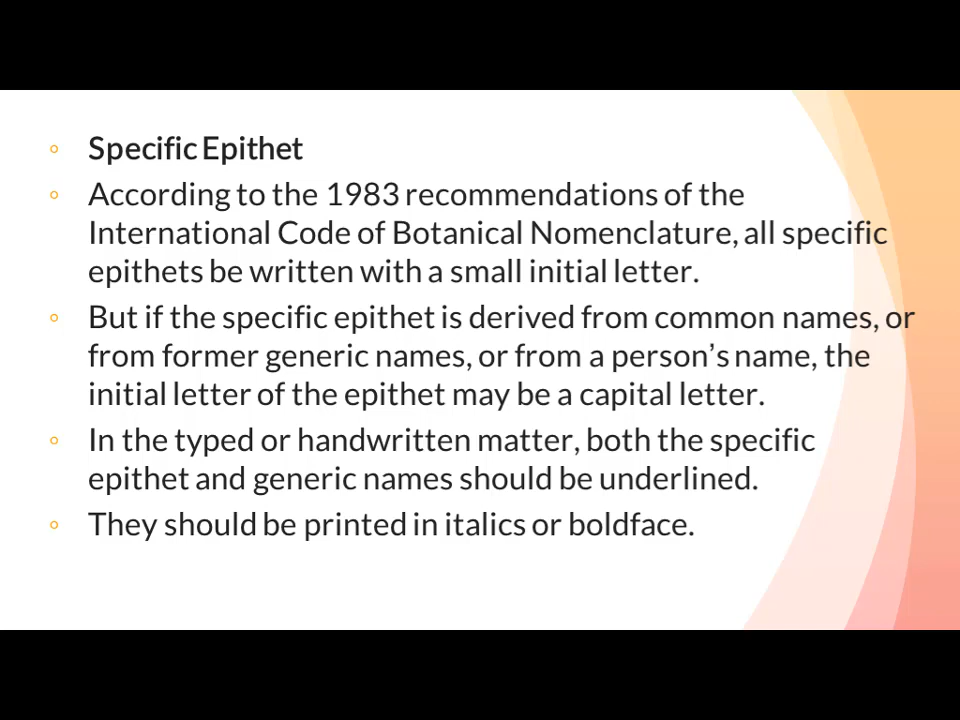 Specific Epithet
According to the 1983 recommendations of the
International Code of Botanical Nomenclature, all specific
epithets be written with a small initial letter.
But if the specific epithet is derived from common names, or
from former generic names, or from a person’s name, the
initial letter of the epithet may be a capital letter.
In the typed or handwritten matter, both the specific
epithet and generic names should be underlined.
They should be printed in italics or boldface.